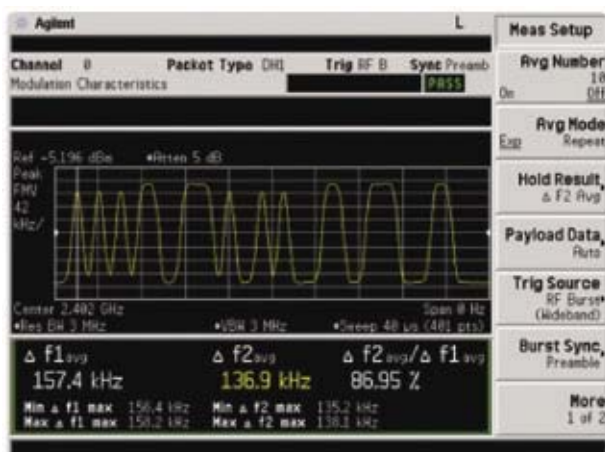 Agilent
L
Channel 0 Packet Type DH1 Trig RF B Sync Preamb
Modulation Characteristics PASS
Ref -5.196 dBm •Atten 5 dB
Peak
42
kHz/
Center 2.402 GHz Span 0 Hz
•Res BW 3 MHz •VBW 3 MHz •Sweep 40 µs (401 pts)
Δ f1avg Δ f2avg Δ f2avg/Δ f1avg
157.4 kHz 136.9 kHz 86.95 %
Min Δ f1 max 156.4 kHz Min Δ f2 max 135.2 kHz
Max Δ f1 max 158.2 kHz Max Δ f2 max 138.1 kHz
Meas Setup
Avg Number
10
On Off
Avg Mode
Exp Repeat
Hold Result,
Δ F2 Avg
Payload Data,
Auto
Trig Source
RF Burst
(Wideband)
Burst Sync,
Preamble
More
1 of 2